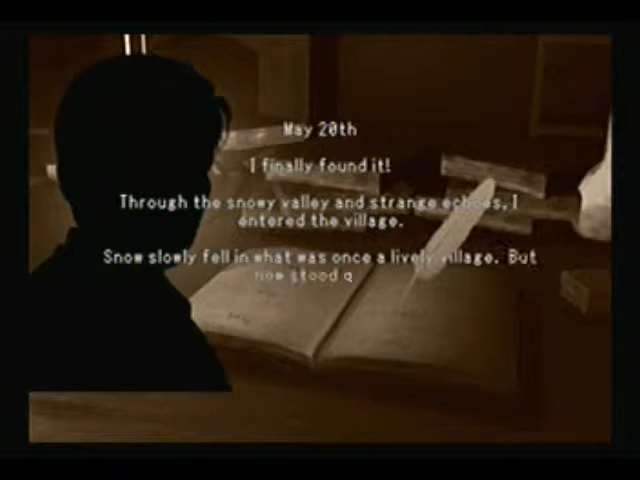 May 20th
I finally found it!
Through the snowy valley and strange echoes, I
entered the village.
Snow slowly fell in what was once a lively village. But
now stood q